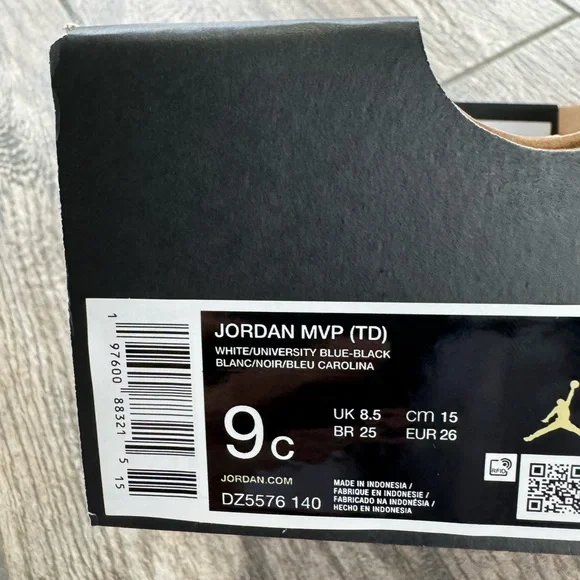 JORDAN MVP (TD)
WHITE/UNIVERSITY BLUE-BLACK
BLANC/NOIR/BLEU CAROLINA
9c
UK 8.5 cm 15
BR 25 EUR 26
JORDAN.COM
DZ5576 140
MADE IN INDONESIA /
FABRIQUE EN INDONESIE /
FABRICADO NA INDONÉSIA /
HECHO EN INDONESIA
RFID
1 97600 88321 5 15